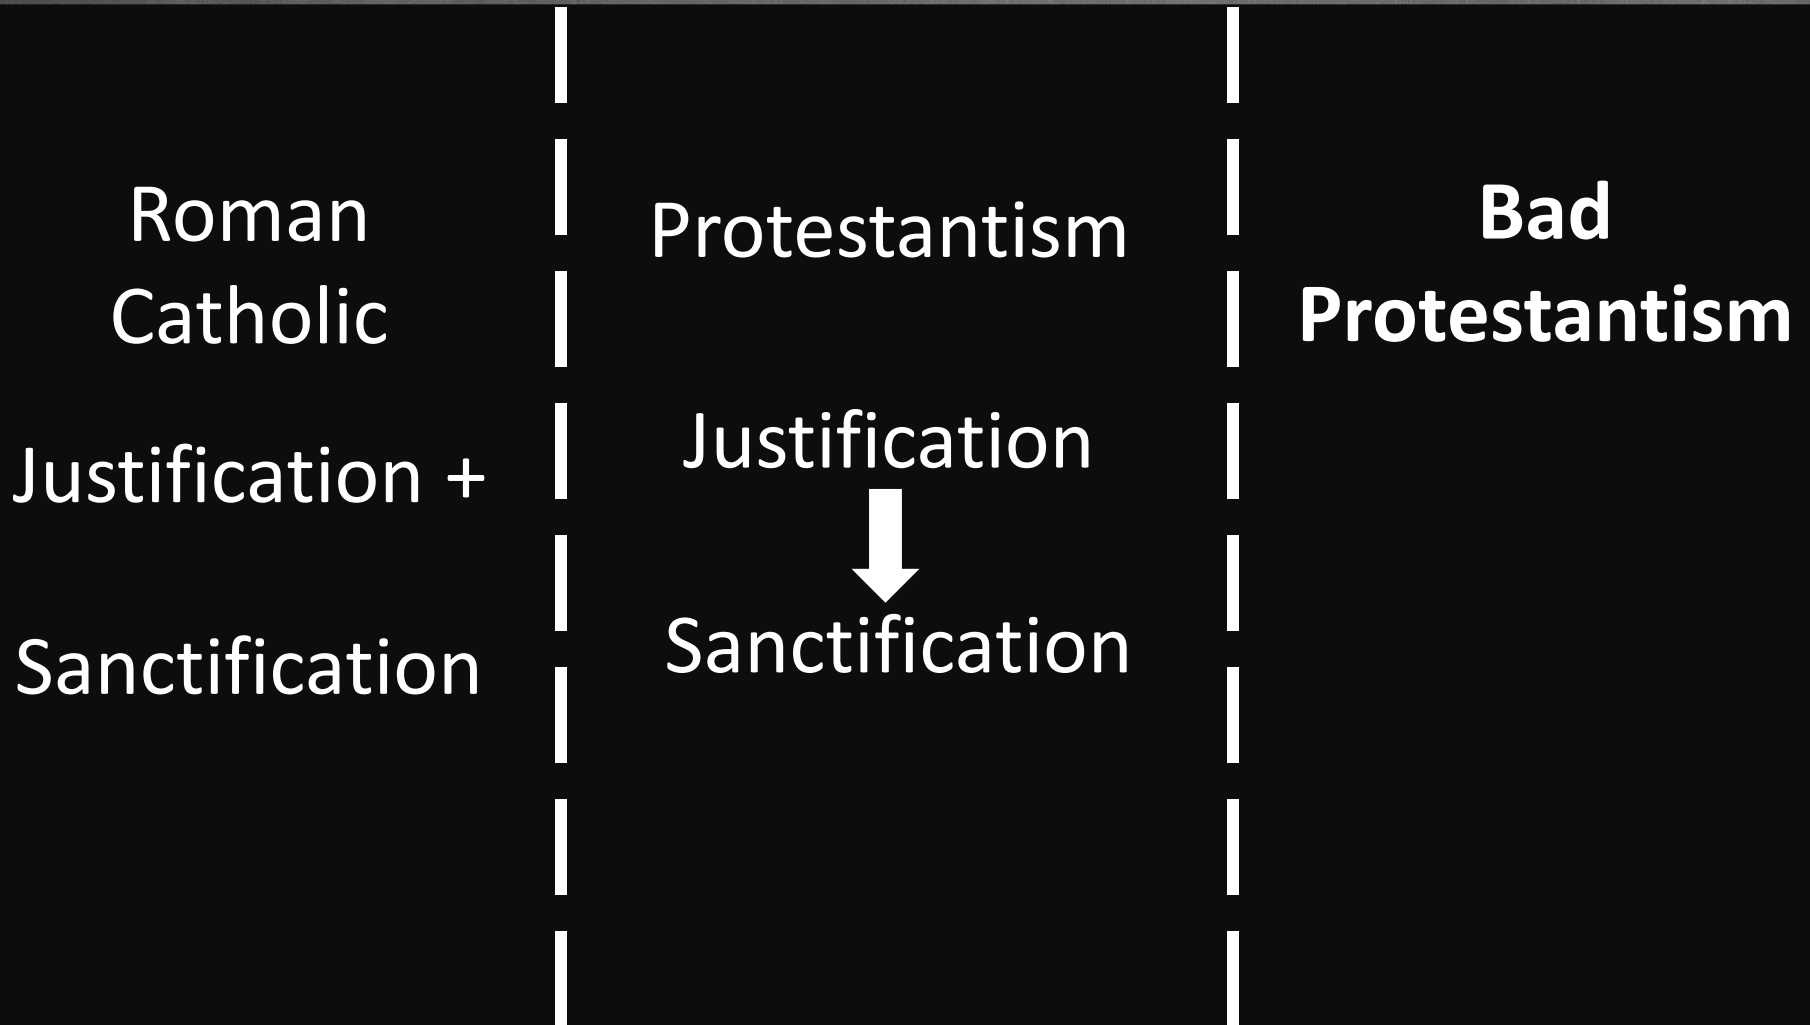 Roman
Catholic
Justification +
Sanctification
Protestantism
Justification
Sanctification
Bad
Protestantism